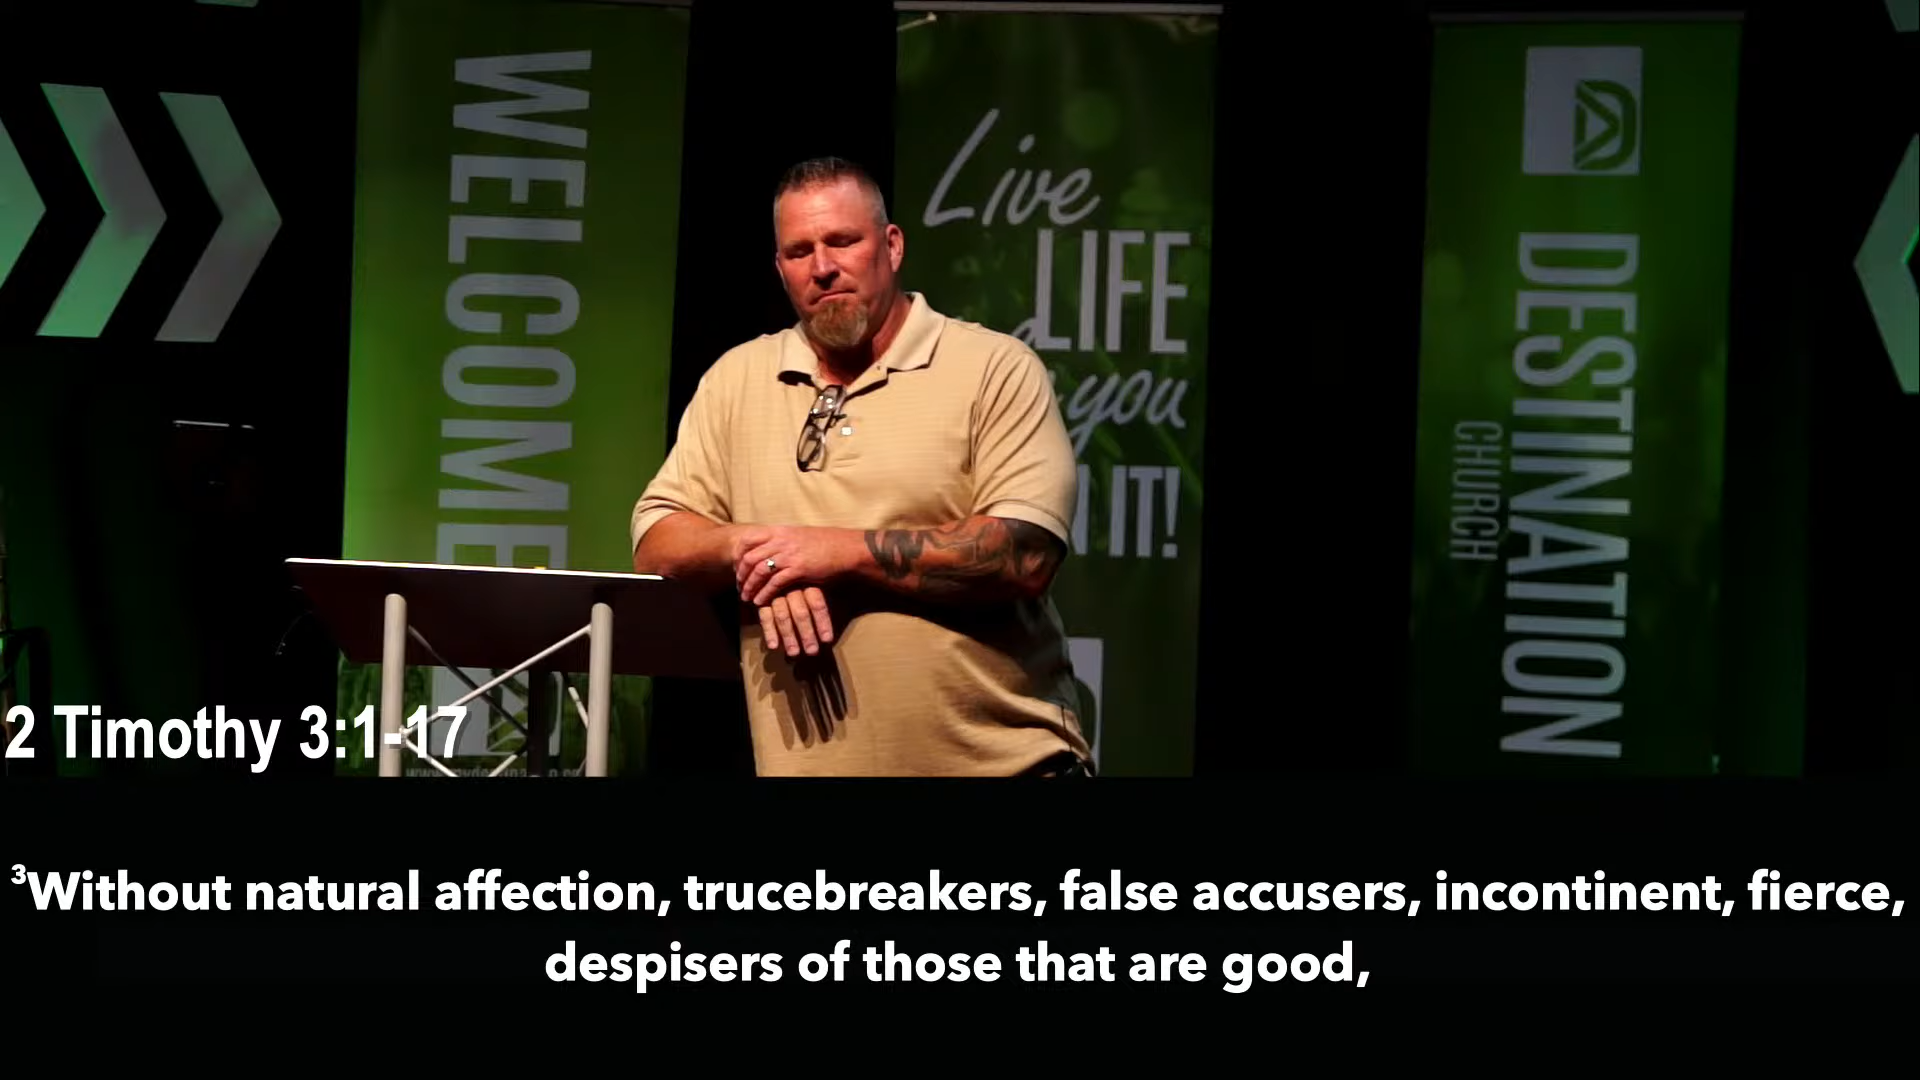 WELCOME
Live
LIFE
you
IT!
DESTINATION
CHURCH
2 Timothy 3:1-17
³Without natural affection, trucebreakers, false accusers, incontinent, fierce,
despisers of those that are good,